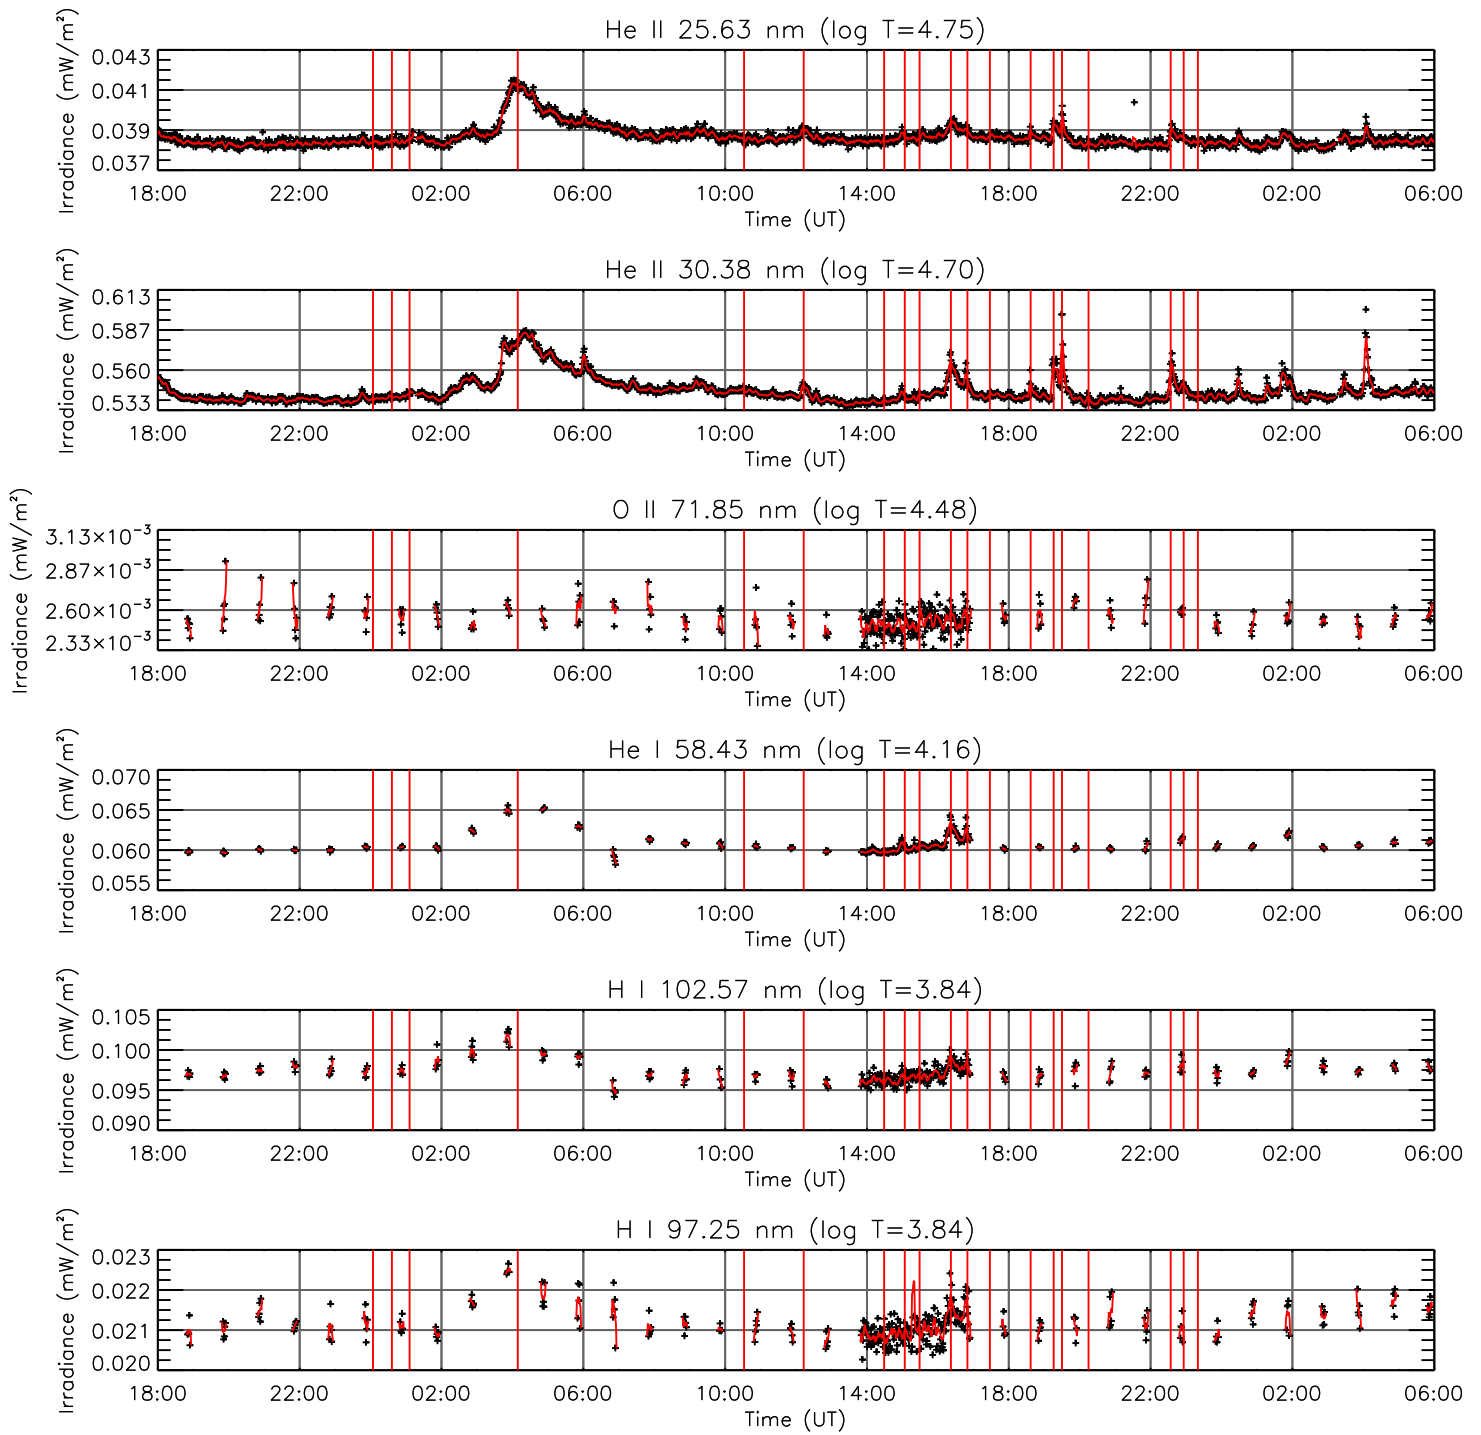 He II 25.63 nm (log T=4.75)
Irradiance (mW/m²)
0.043
0.041
0.039
0.037
18:00 22:00 02:00 06:00 10:00 14:00 18:00 22:00 02:00 06:00
Time (UT)
He II 30.38 nm (log T=4.70)
Irradiance (mW/m²)
0.613
0.587
0.560
0.533
18:00 22:00 02:00 06:00 10:00 14:00 18:00 22:00 02:00 06:00
Time (UT)
O II 71.85 nm (log T=4.48)
Irradiance (mW/m²)
3.13×10⁻³
2.87×10⁻³
2.60×10⁻³
2.33×10⁻³
18:00 22:00 02:00 06:00 10:00 14:00 18:00 22:00 02:00 06:00
Time (UT)
He I 58.43 nm (log T=4.16)
Irradiance (mW/m²)
0.070
0.065
0.060
0.055
18:00 22:00 02:00 06:00 10:00 14:00 18:00 22:00 02:00 06:00
Time (UT)
H I 102.57 nm (log T=3.84)
Irradiance (mW/m²)
0.105
0.100
0.095
0.090
18:00 22:00 02:00 06:00 10:00 14:00 18:00 22:00 02:00 06:00
Time (UT)
H I 97.25 nm (log T=3.84)
Irradiance (mW/m²)
0.023
0.022
0.021
0.020
18:00 22:00 02:00 06:00 10:00 14:00 18:00 22:00 02:00 06:00
Time (UT)